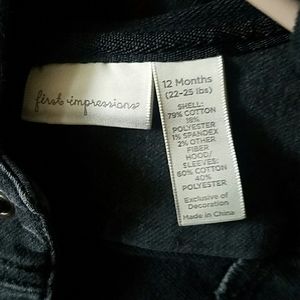 first impressions
12 Months
(22-25 lbs)
SHELL:
79% COTTON
18%
POLYESTER
1% SPANDEX
2% OTHER
FIBER
HOOD/
SLEEVES:
60% COTTON
40%
POLYESTER
Exclusive of
Decoration
Made in China